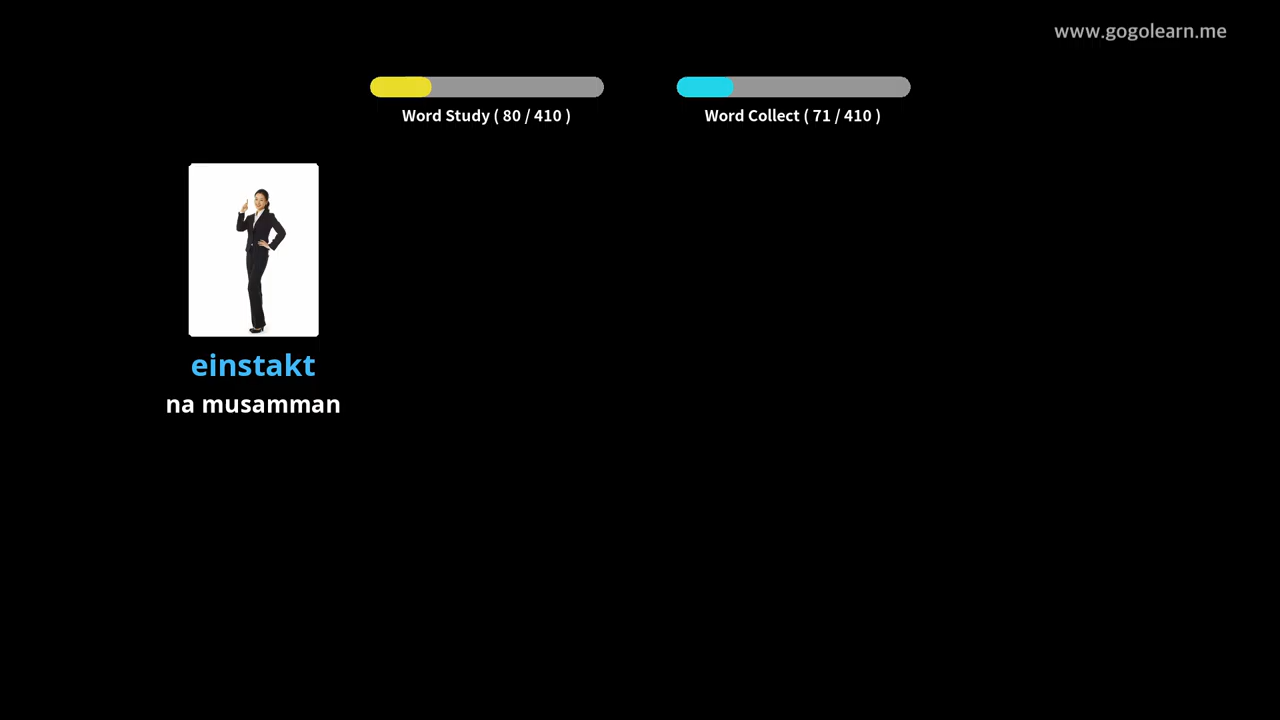 www.gogolearn.me
Word Study ( 80 / 410 )
Word Collect ( 71 / 410 )
einstakt
na musamman